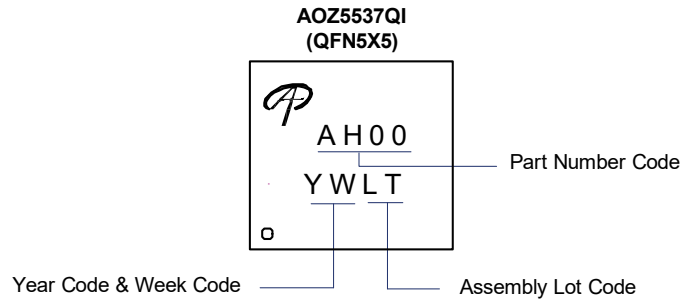 AOZ5537QI
(QFN5X5)
AH00
Part Number Code
YWLT
Year Code & Week Code
Assembly Lot Code